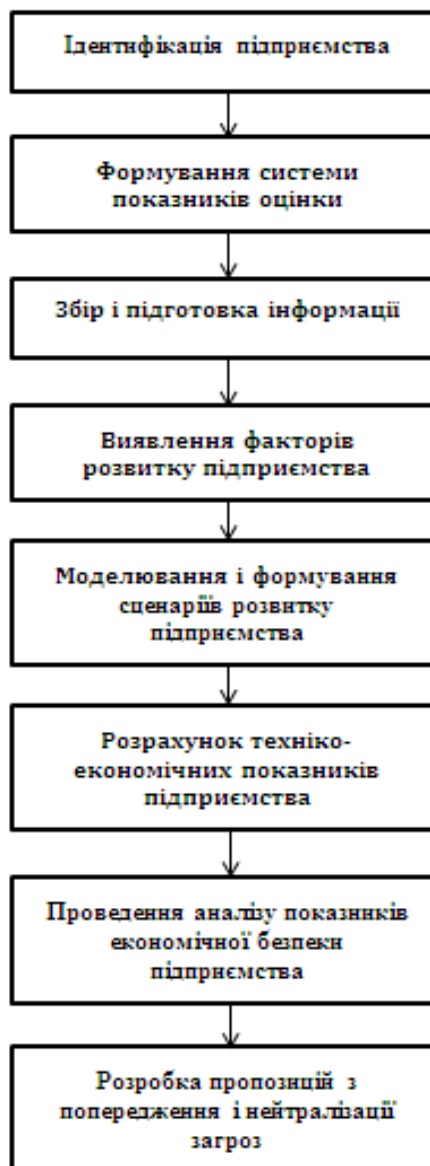 Ідентифікація підприємства
Формування системи
показників оцінки
Збір і підготовка інформації
Виявлення факторів
розвитку підприємства
Моделювання і формування
сценаріїв розвитку
підприємства
Розрахунок техніко-
економічних показників
підприємства
Проведення аналізу показників
економічної безпеки
підприємства
Розробка пропозицій з
попередження і нейтралізації
загроз